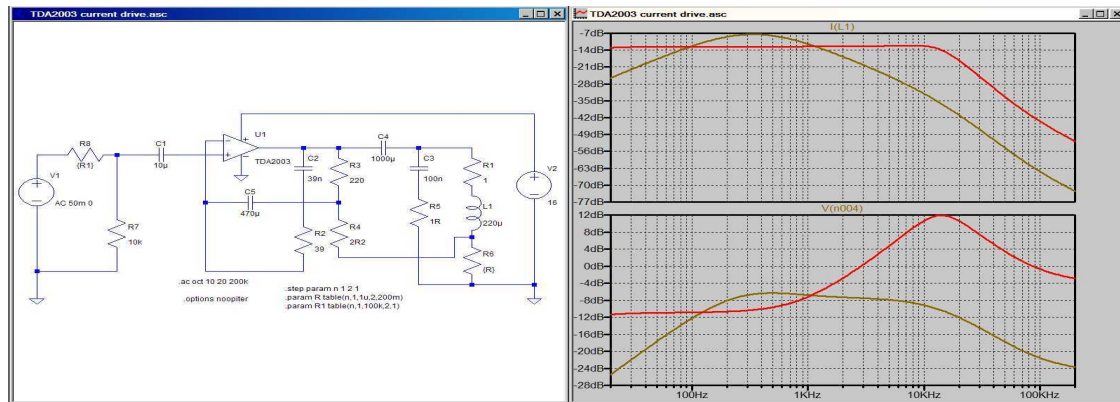 TDA2003 current drive.asc
R8
{R1}
C1
10µ
V1
AC 50m 0
R7
10k
U1
TDA2003
C2
39n
R3
220
C4
1000µ
C3
100n
R1
1
V2
16
C5
470µ
R2
39
R4
2R2
R5
1R
L1
220µ
R6
{R}
.ac oct 10 20 200k
.options noopiter
.step param n 1 2 1
.param R table(n,1,1u,2,200m)
.param R1 table(n,1,100k,2,1)
TDA2003 current drive.asc
I(L1)
-7dB
-14dB
-21dB
-28dB
-35dB
-42dB
-49dB
-56dB
-63dB
-70dB
-77dB
V(n004)
12dB
8dB
4dB
0dB
-4dB
-8dB
-12dB
-16dB
-20dB
-24dB
-28dB
100Hz
1KHz
10KHz
100KHz